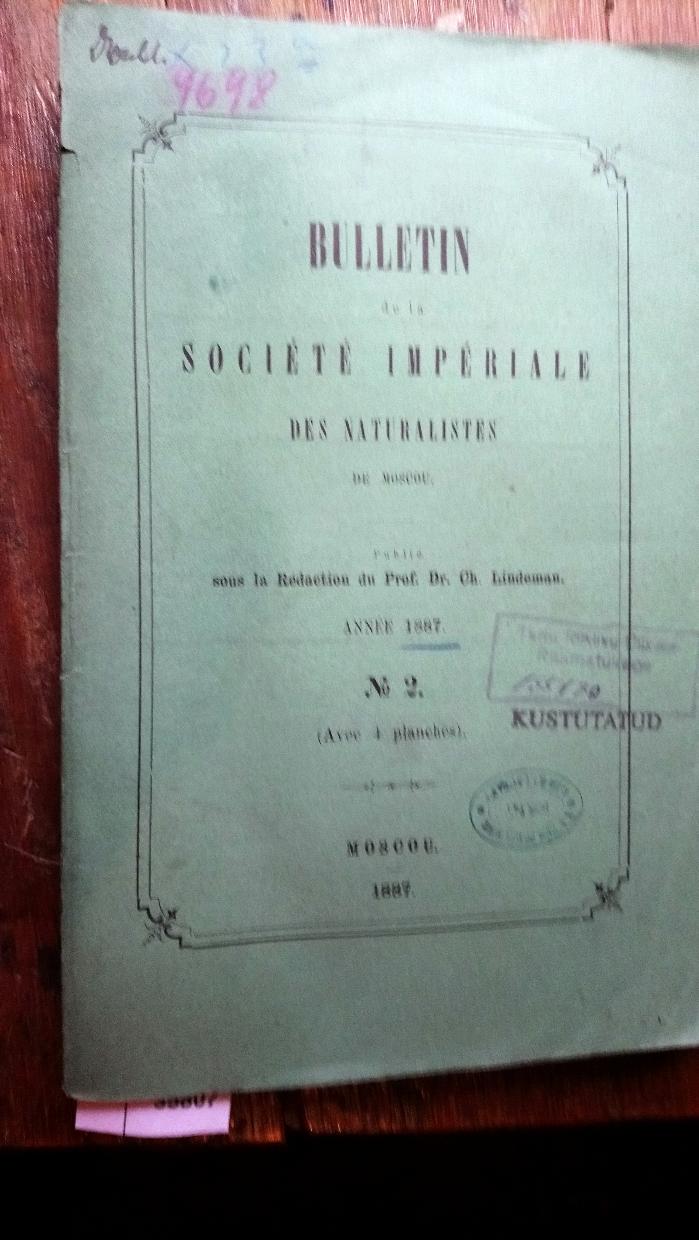 9698
BULLETIN
de la
SOCIÉTÉ IMPÉRIALE
DES NATURALISTES
DE MOSCOU.
Publié
sous la Rédaction du Prof. Dr. Ch. Lindeman.
ANNÉE 1887.
№ 2.
KUSTUTATUD
(Avec 4 planches).
MOSCOU.
1887.